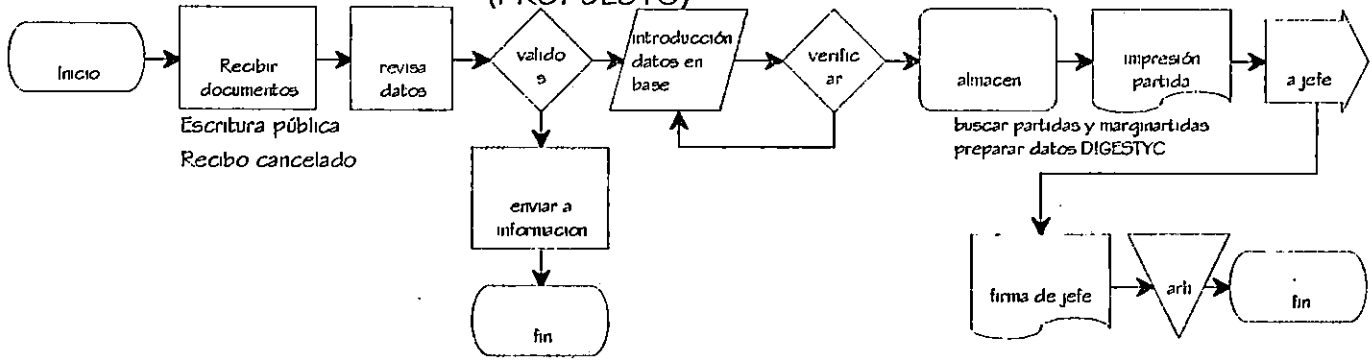 (PROPUESTO)
Inicio
Recibir
documentos
Escritura pública
Recibo cancelado
revisa
datos
valido
s
enviar a
informacion
fin
introducción
datos en
base
verific
ar
almacen
impresión
partida
buscar partidas y marginartidas
preparar datos DIGESTYC
a jefe
firma de jefe
fin